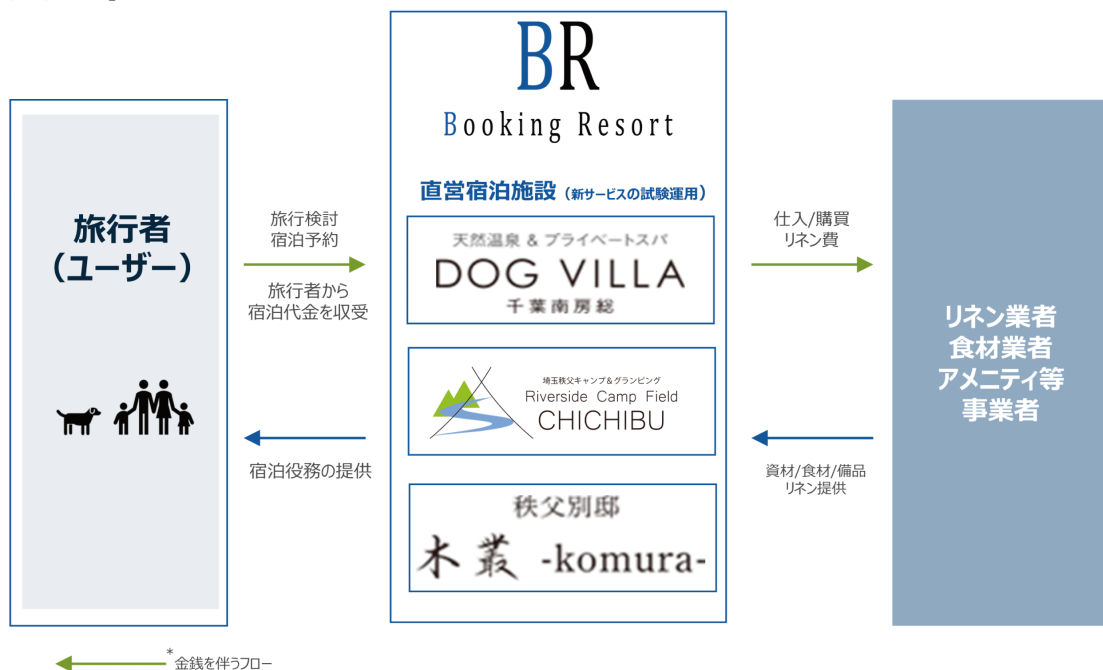 旅行者
（ユーザー）
旅行検討
宿泊予約
旅行者から
宿泊代金を収受
宿泊役務の提供
BR
Booking Resort
直営宿泊施設（新サービスの試験運用）
天然温泉 & プライベートスパ
DOG VILLA
千葉南房総
埼玉秩父キャンプ&グランピング
Riverside Camp Field
CHICHIBU
秩父別邸
木叢 -komura-
仕入/購買
リネン費
資材/食材/備品
リネン提供
リネン業者
食材業者
アメニティ等
事業者
*金銭を伴うフロー